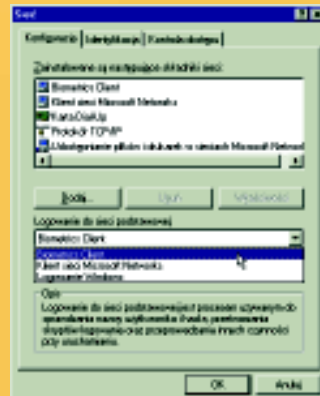 Sieć
Konfiguracja Identyfikacja Kontrola dostępu
Zainstalowane są następujące składniki sieci:
Biometrics Client
Klient sieci Microsoft Networks
Karta DialUp
Protokół TCP/IP
Udostępnianie plików i drukarek w sieciach Microsoft Networ
Dodaj... Usuń Właściwości
Logowanie do sieci podstawowej:
Biometrics Client
Biometrics Client
Klient sieci Microsoft Networks
Logowanie Windows
Opis
Logowanie do sieci podstawowej jest procesem używanym do
sprawdzania nazwy użytkownika i hasła, przetwarzania
skryptów logowania oraz przeprowadzania innych czynności
przy uruchomieniu.
OK Anuluj